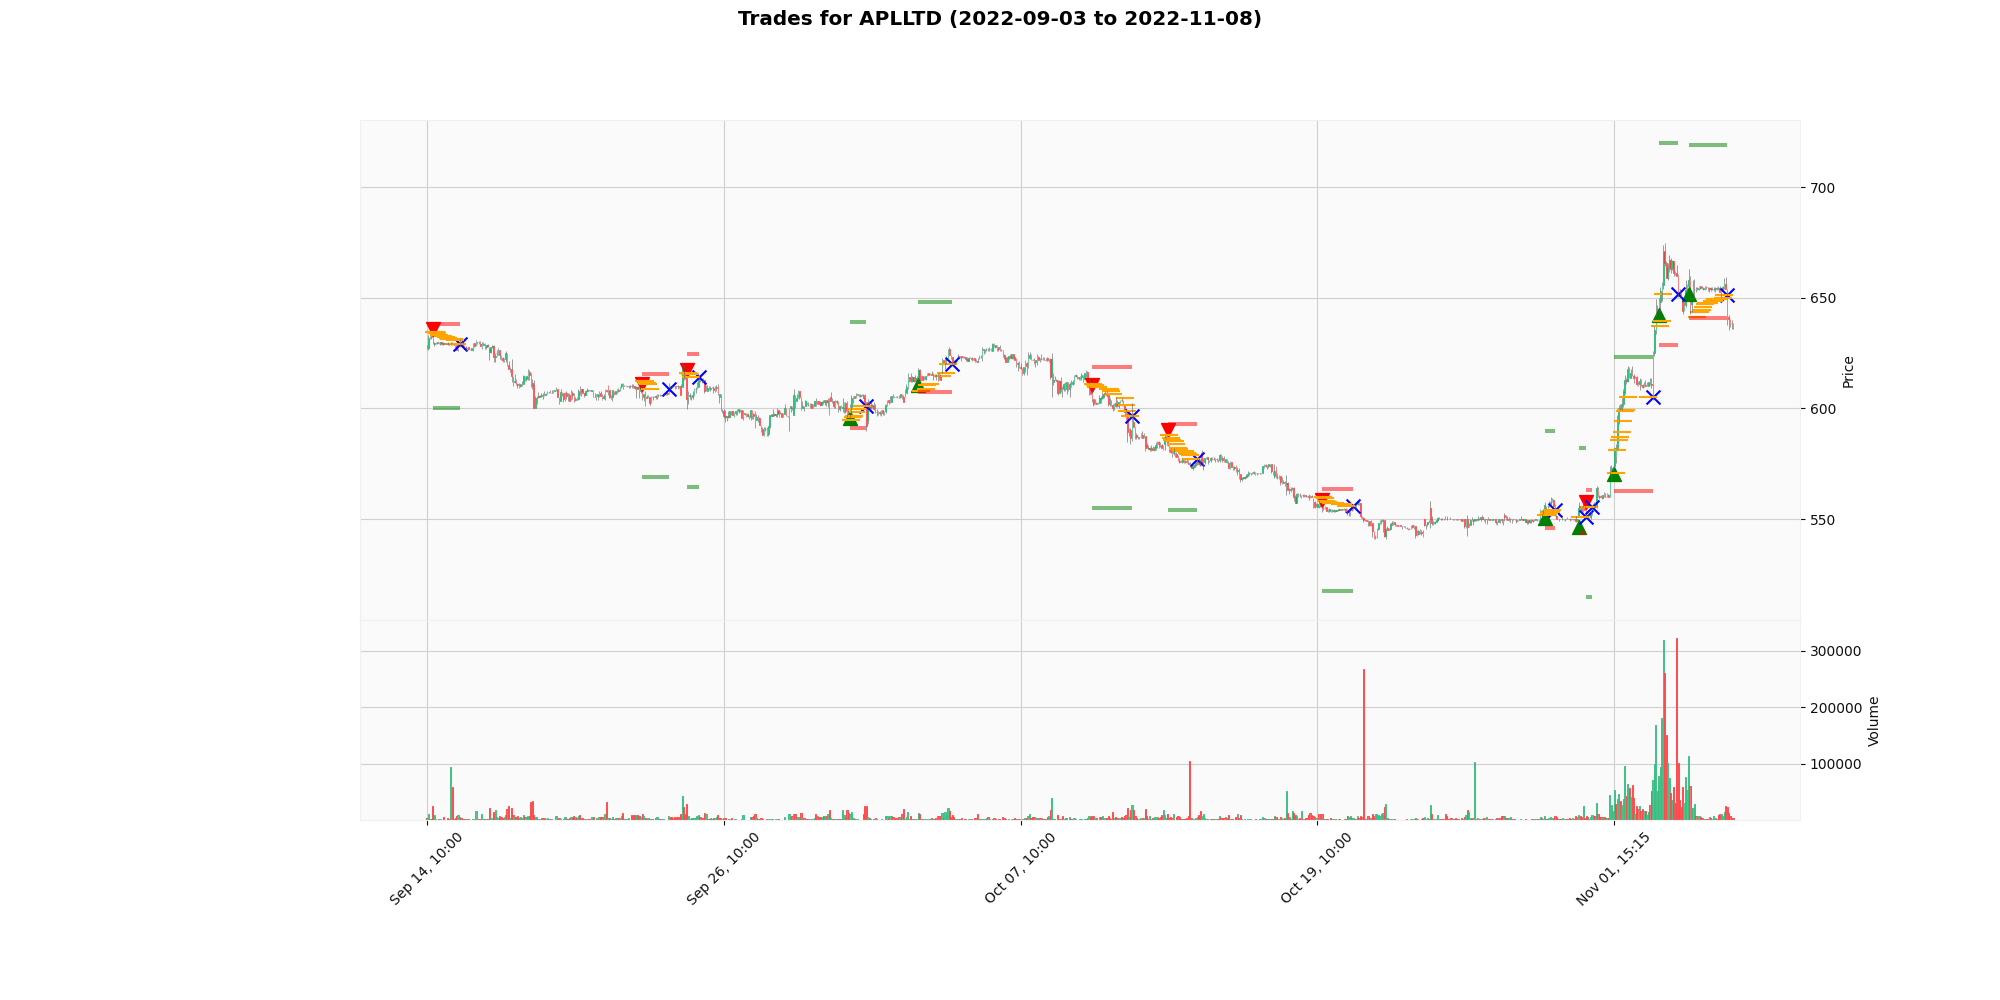 Trades for APLLTD (2022-09-03 to 2022-11-08)
700
650
600
550
Price
300000
200000
100000
Volume
Sep 14, 10:00
Sep 26, 10:00
Oct 07, 10:00
Oct 19, 10:00
Nov 01, 15:15